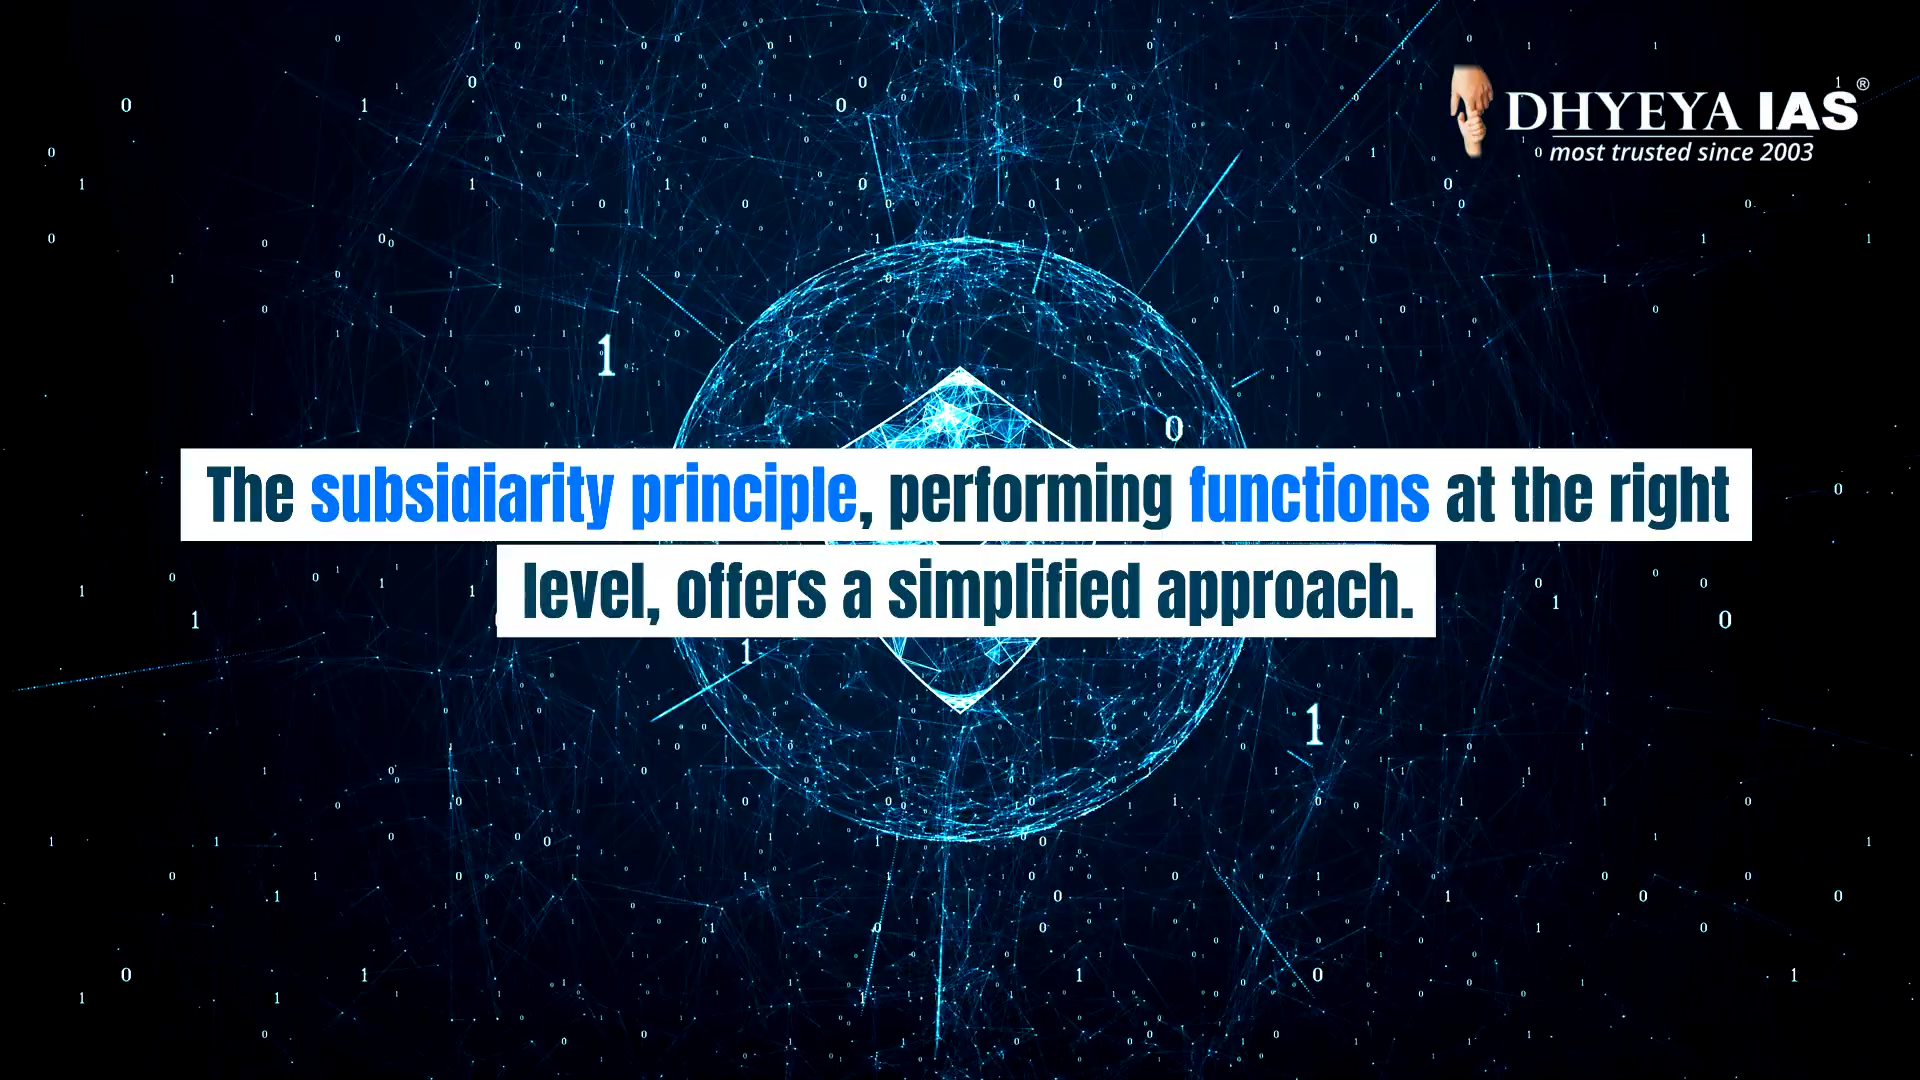 DHYEYA IAS®
most trusted since 2003
The subsidiarity principle, performing functions at the right
level, offers a simplified approach.